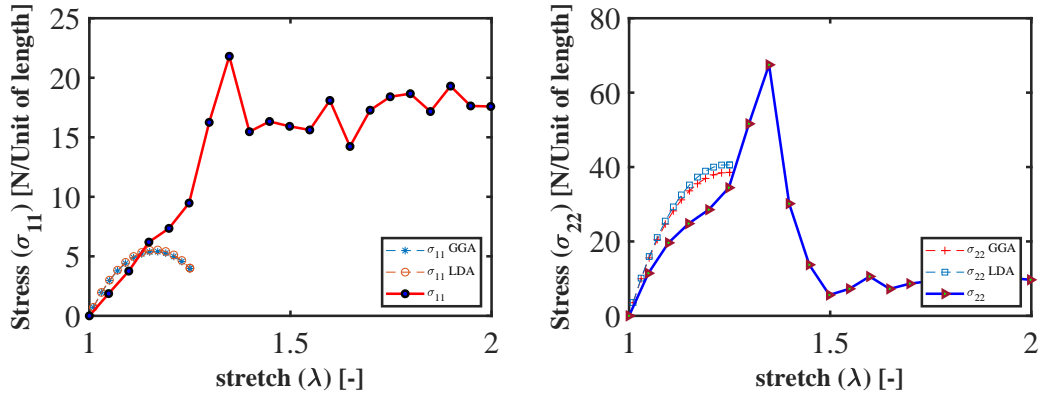 Stress (σ11) [N/Unit of length]
25
20
15
10
5
0
1
1.5
2
stretch (λ) [-]
σ11 GGA
σ11 LDA
σ11
Stress (σ22) [N/Unit of length]
80
60
40
20
0
1
1.5
2
stretch (λ) [-]
σ22 GGA
σ22 LDA
σ22